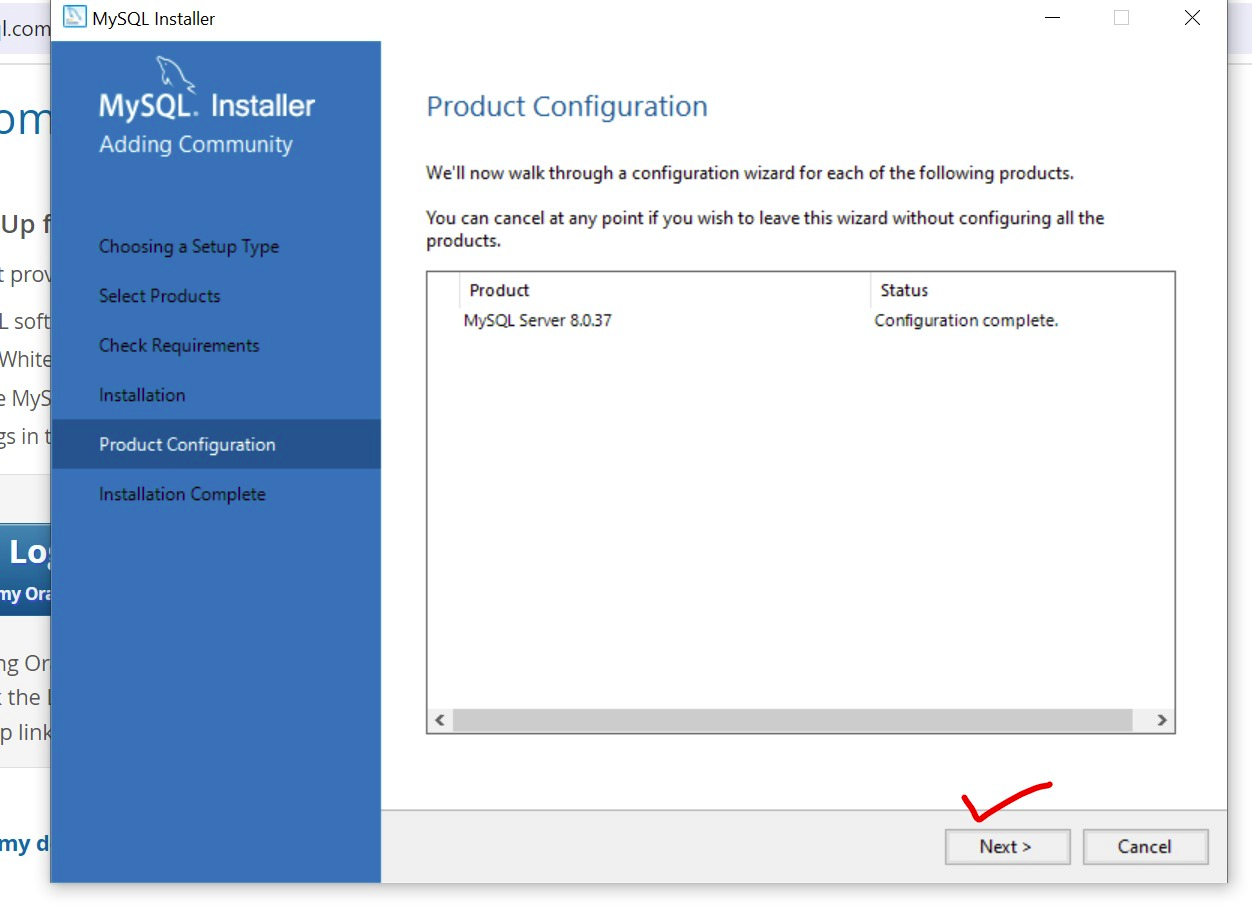 MySQL Installer
l.com
om
Up f
t prov
L soft
White
e MyS
gs in t
Log
my Ora
ng Or
k the L
p link
my d
MySQL. Installer
Adding Community
Choosing a Setup Type
Select Products
Check Requirements
Installation
Product Configuration
Installation Complete
Product Configuration
We'll now walk through a configuration wizard for each of the following products.
You can cancel at any point if you wish to leave this wizard without configuring all the
products.
Product Status
MySQL Server 8.0.37 Configuration complete.
Next > Cancel